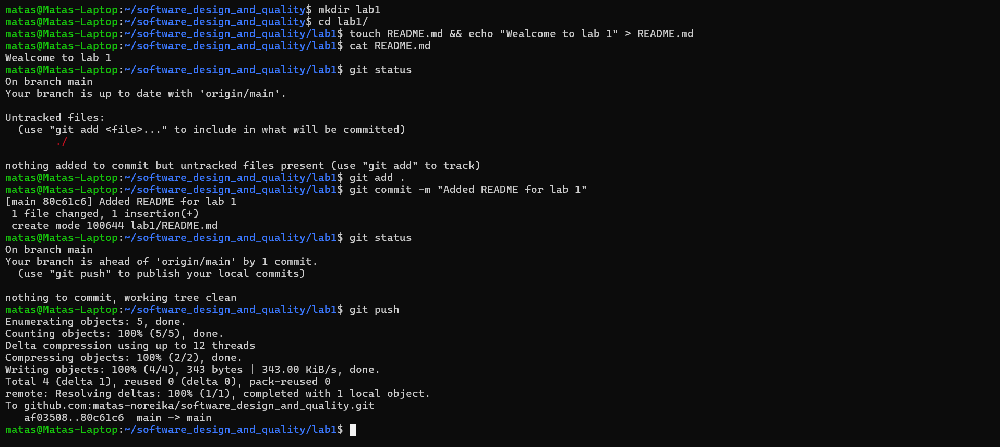 matas@Matas-Laptop:~/software_design_and_quality$ mkdir lab1
matas@Matas-Laptop:~/software_design_and_quality$ cd lab1/
matas@Matas-Laptop:~/software_design_and_quality/lab1$ touch README.md && echo "Wealcome to lab 1" > README.md
matas@Matas-Laptop:~/software_design_and_quality/lab1$ cat README.md
Wealcome to lab 1
matas@Matas-Laptop:~/software_design_and_quality/lab1$ git status
On branch main
Your branch is up to date with 'origin/main'.
Untracked files:
  (use "git add <file>..." to include in what will be committed)
        ./
nothing added to commit but untracked files present (use "git add" to track)
matas@Matas-Laptop:~/software_design_and_quality/lab1$ git add .
matas@Matas-Laptop:~/software_design_and_quality/lab1$ git commit -m "Added README for lab 1"
[main 80c61c6] Added README for lab 1
 1 file changed, 1 insertion(+)
 create mode 100644 lab1/README.md
matas@Matas-Laptop:~/software_design_and_quality/lab1$ git status
On branch main
Your branch is ahead of 'origin/main' by 1 commit.
  (use "git push" to publish your local commits)
nothing to commit, working tree clean
matas@Matas-Laptop:~/software_design_and_quality/lab1$ git push
Enumerating objects: 5, done.
Counting objects: 100% (5/5), done.
Delta compression using up to 12 threads
Compressing objects: 100% (2/2), done.
Writing objects: 100% (4/4), 343 bytes | 343.00 KiB/s, done.
Total 4 (delta 1), reused 0 (delta 0), pack-reused 0
remote: Resolving deltas: 100% (1/1), completed with 1 local object.
To github.com:matas-noreika/software_design_and_quality.git
   af03508..80c61c6  main -> main
matas@Matas-Laptop:~/software_design_and_quality/lab1$